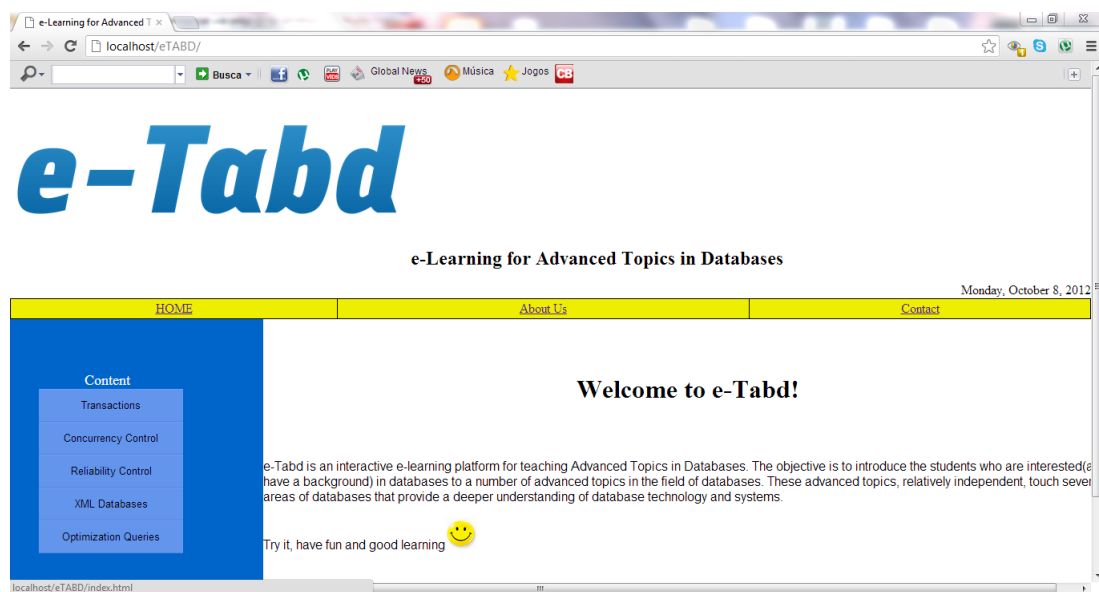 e-Learning for Advanced T
localhost/eTABD/
Busca
PLAY VIDS
Global News
+50
Música
Jogos
CB
e-Tabd
e-Learning for Advanced Topics in Databases
Monday, October 8, 2012
HOME
About Us
Contact
Content
Transactions
Concurrency Control
Reliability Control
XML Databases
Optimization Queries
Welcome to e-Tabd!
e-Tabd is an interactive e-learning platform for teaching Advanced Topics in Databases. The objective is to introduce the students who are interested(a
have a background) in databases to a number of advanced topics in the field of databases. These advanced topics, relatively independent, touch sever
areas of databases that provide a deeper understanding of database technology and systems.
Try it, have fun and good learning
localhost/eTABD/index.html